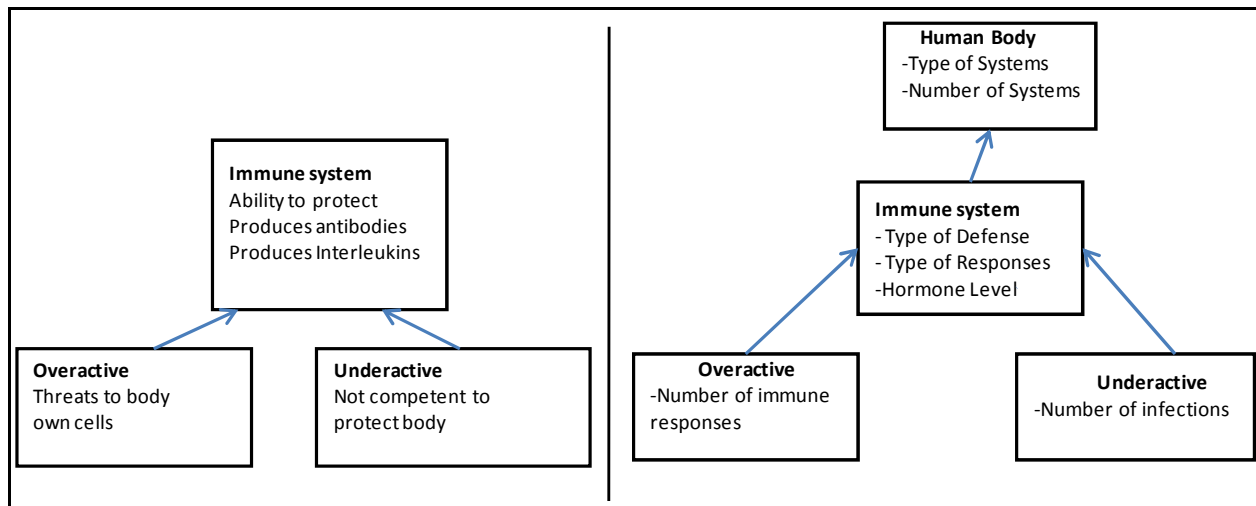 Immune system
Ability to protect
Produces antibodies
Produces Interleukins
Overactive
Threats to body
own cells
Underactive
Not competent to
protect body
Human Body
-Type of Systems
-Number of Systems
Immune system
- Type of Defense
- Type of Responses
-Hormone Level
Overactive
-Number of immune
responses
Underactive
-Number of infections